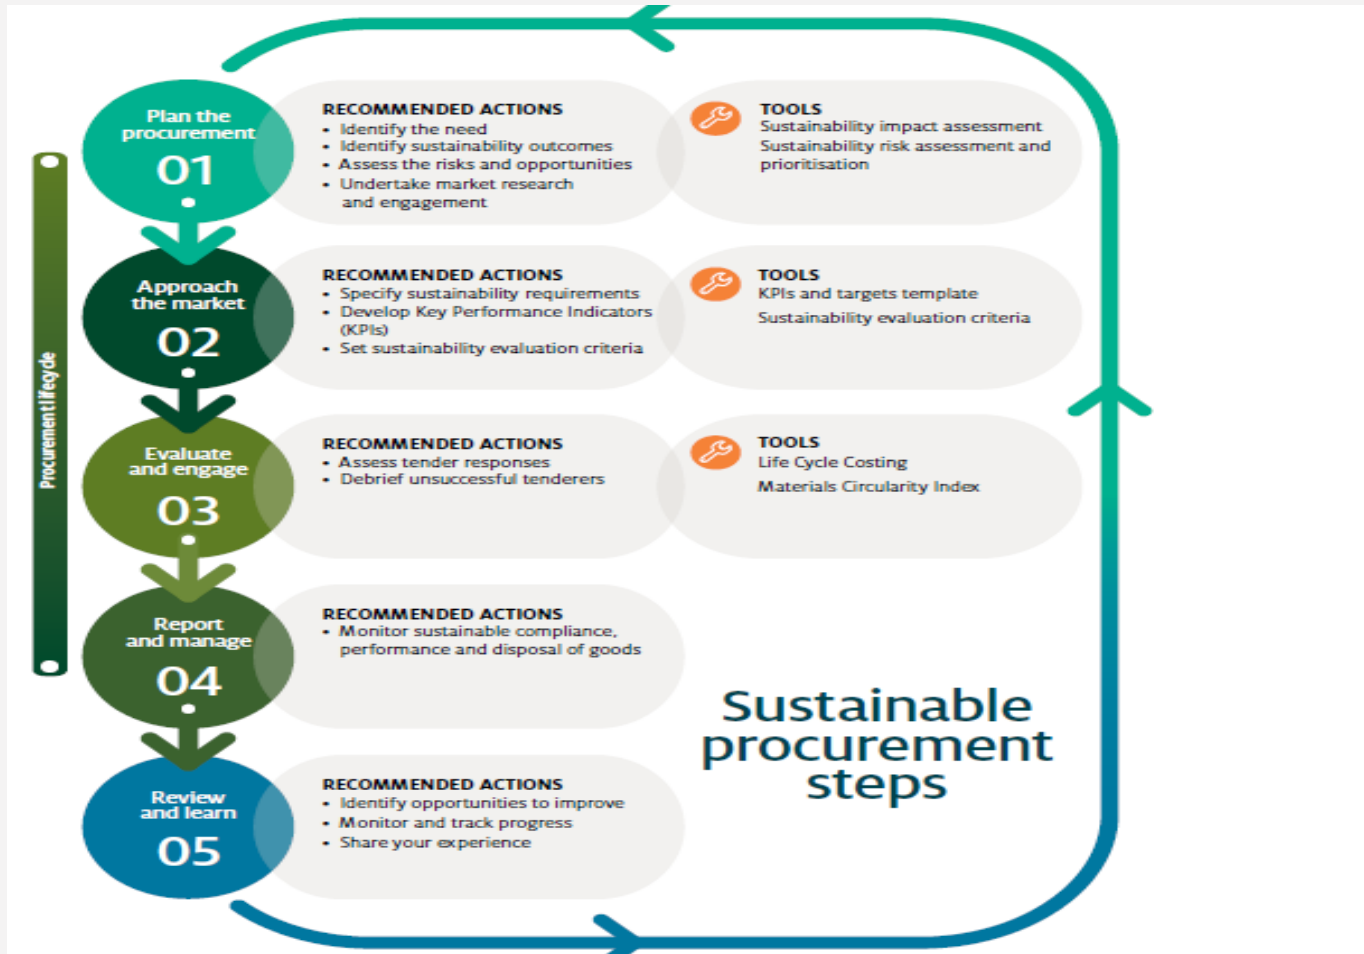 Plan the
procurement
01
RECOMMENDED ACTIONS
• Identify the need
• Identify sustainability outcomes
• Assess the risks and opportunities
• Undertake market research
and engagement
TOOLS
Sustainability impact assessment
Sustainability risk assessment and
prioritisation
Procurement lifecycle
Approach
the market
02
RECOMMENDED ACTIONS
• Specify sustainability requirements
• Develop Key Performance Indicators
(KPIs)
• Set sustainability evaluation criteria
TOOLS
KPIs and targets template
Sustainability evaluation criteria
Evaluate
and engage
03
RECOMMENDED ACTIONS
• Assess tender responses
• Debrief unsuccessful tenderers
TOOLS
Life Cycle Costing
Materials Circularity Index
Report
and manage
04
RECOMMENDED ACTIONS
• Monitor sustainable compliance,
performance and disposal of goods
Sustainable
procurement
steps
Review
and learn
05
RECOMMENDED ACTIONS
• Identify opportunities to improve
• Monitor and track progress
• Share your experience